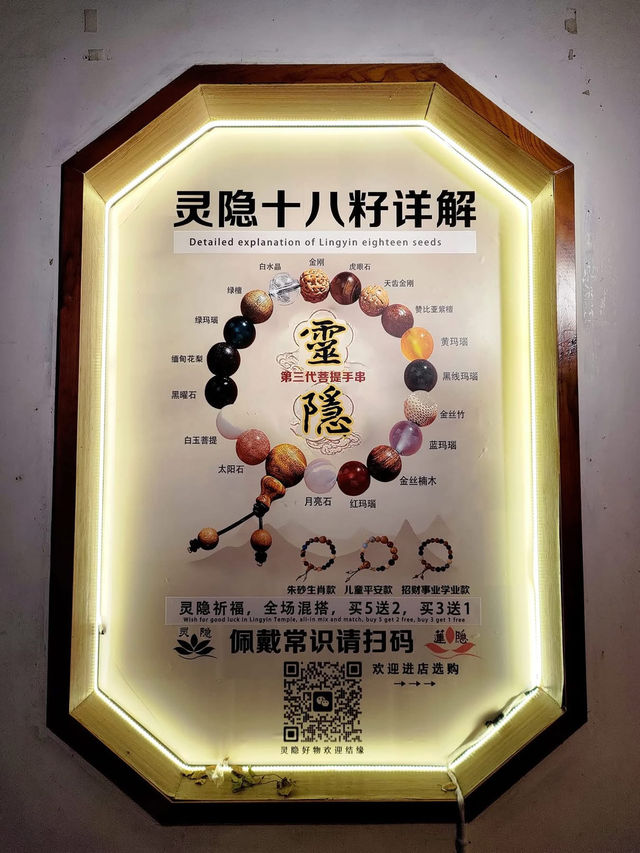 灵隐十八籽详解
Detailed explanation of Lingyin eighteen seeds
金刚
白水晶
虎眼石
天齿金刚
绿檀
赞比亚紫檀
绿玛瑙
黄玛瑙
靈
缅甸花梨
第三代菩提手串
黑线玛瑙
黑曜石
隱
金丝竹
白玉菩提
蓝玛瑙
太阳石
金丝楠木
月亮石
红玛瑙
朱砂生肖款
儿童平安款
招财事业学业款
灵隐祈福，全场混搭，买5送2，买3送1
Wish for good luck in Lingyin Temple, all-in mix and match, buy 5 get 2 free, buy 3 get 1 free
灵隐
佩戴常识请扫码
蓮隐
欢迎进店选购
→→→
灵隐好物欢迎结缘